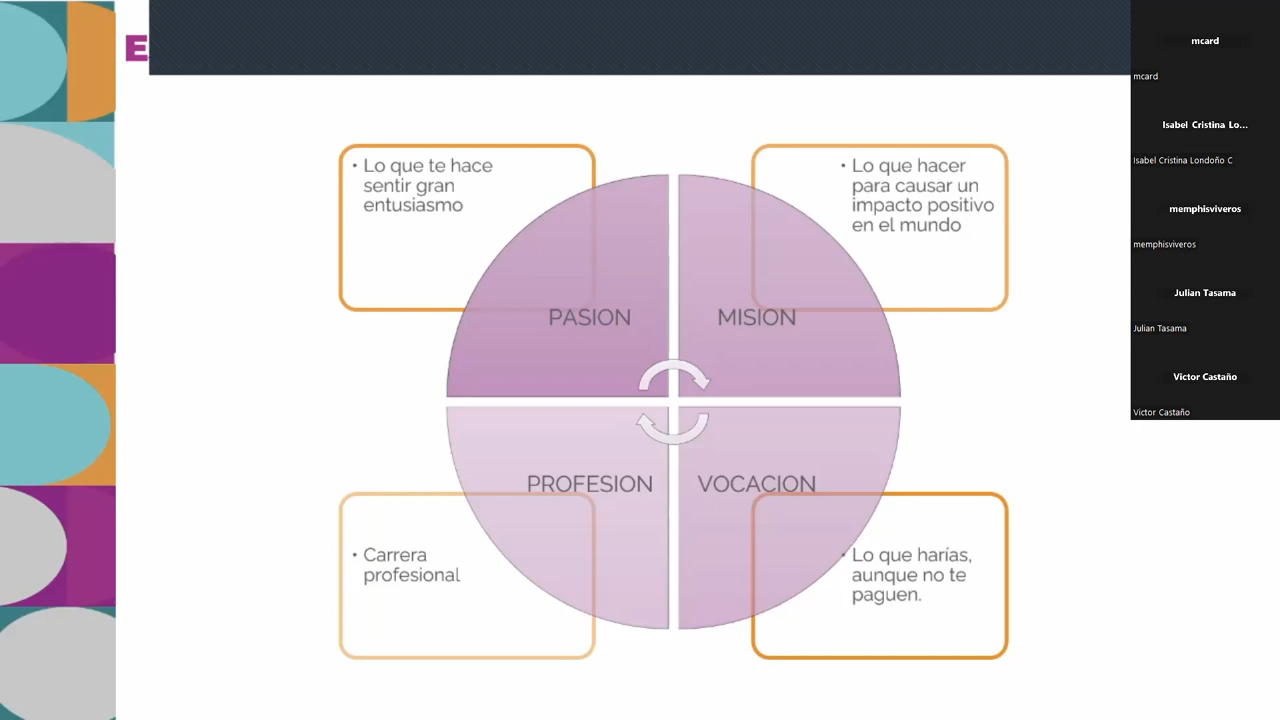 E
• Lo que te hace
sentir gran
entusiasmo
• Lo que hacer
para causar un
impacto positivo
en el mundo
PASION
MISION
PROFESION
VOCACION
• Carrera
profesional
• Lo que harías,
aunque no te
paguen.
mcard
mcard
Isabel Cristina Lo...
Isabel Cristina Londoño C
memphisviveros
memphisviveros
Julian Tasama
Julian Tasama
Victor Castaño
Victor Castaño